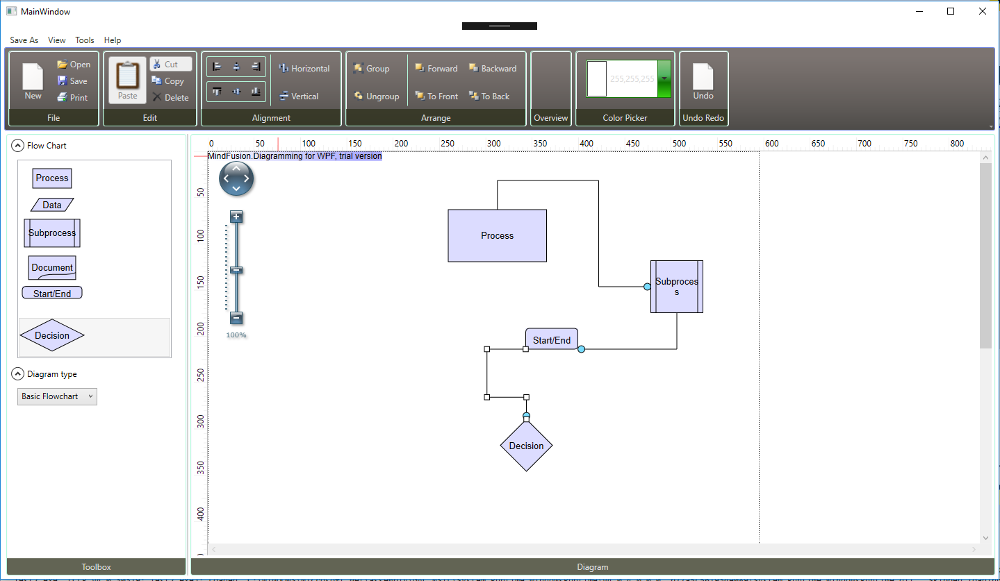 MainWindow
Save As View Tools Help
New Open Save Print
File
Paste Cut Copy Delete
Edit
Horizontal
Vertical
Alignment
Group Forward Backward
Ungroup To Front To Back
Arrange
Overview
255,255,255
Color Picker
Undo
Undo Redo
Flow Chart
Process
Data
Subprocess
Document
Start/End
Decision
Diagram type
Basic Flowchart
Toolbox
0 50 100 150 200 250 300 350 400 450 500 550 600 650 700 750 800
MindFusion.Diagramming for WPF, trial version
50
100
150
200
250
300
350
400
100%
Process
Subproces
s
Start/End
Decision
Diagram